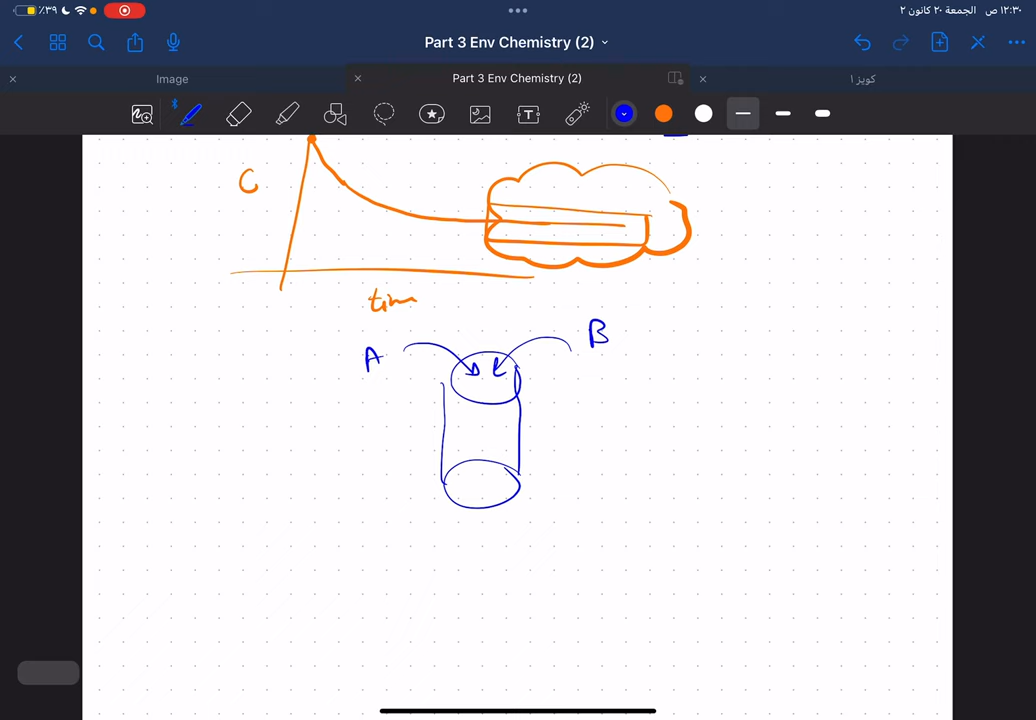 ٪٣٩
١٢:٣٠ ص الجمعة ٢٠ كانون ٢
Part 3 Env Chemistry (2)
Image
Part 3 Env Chemistry (2)
كويز ١
T
C
tim
A
B